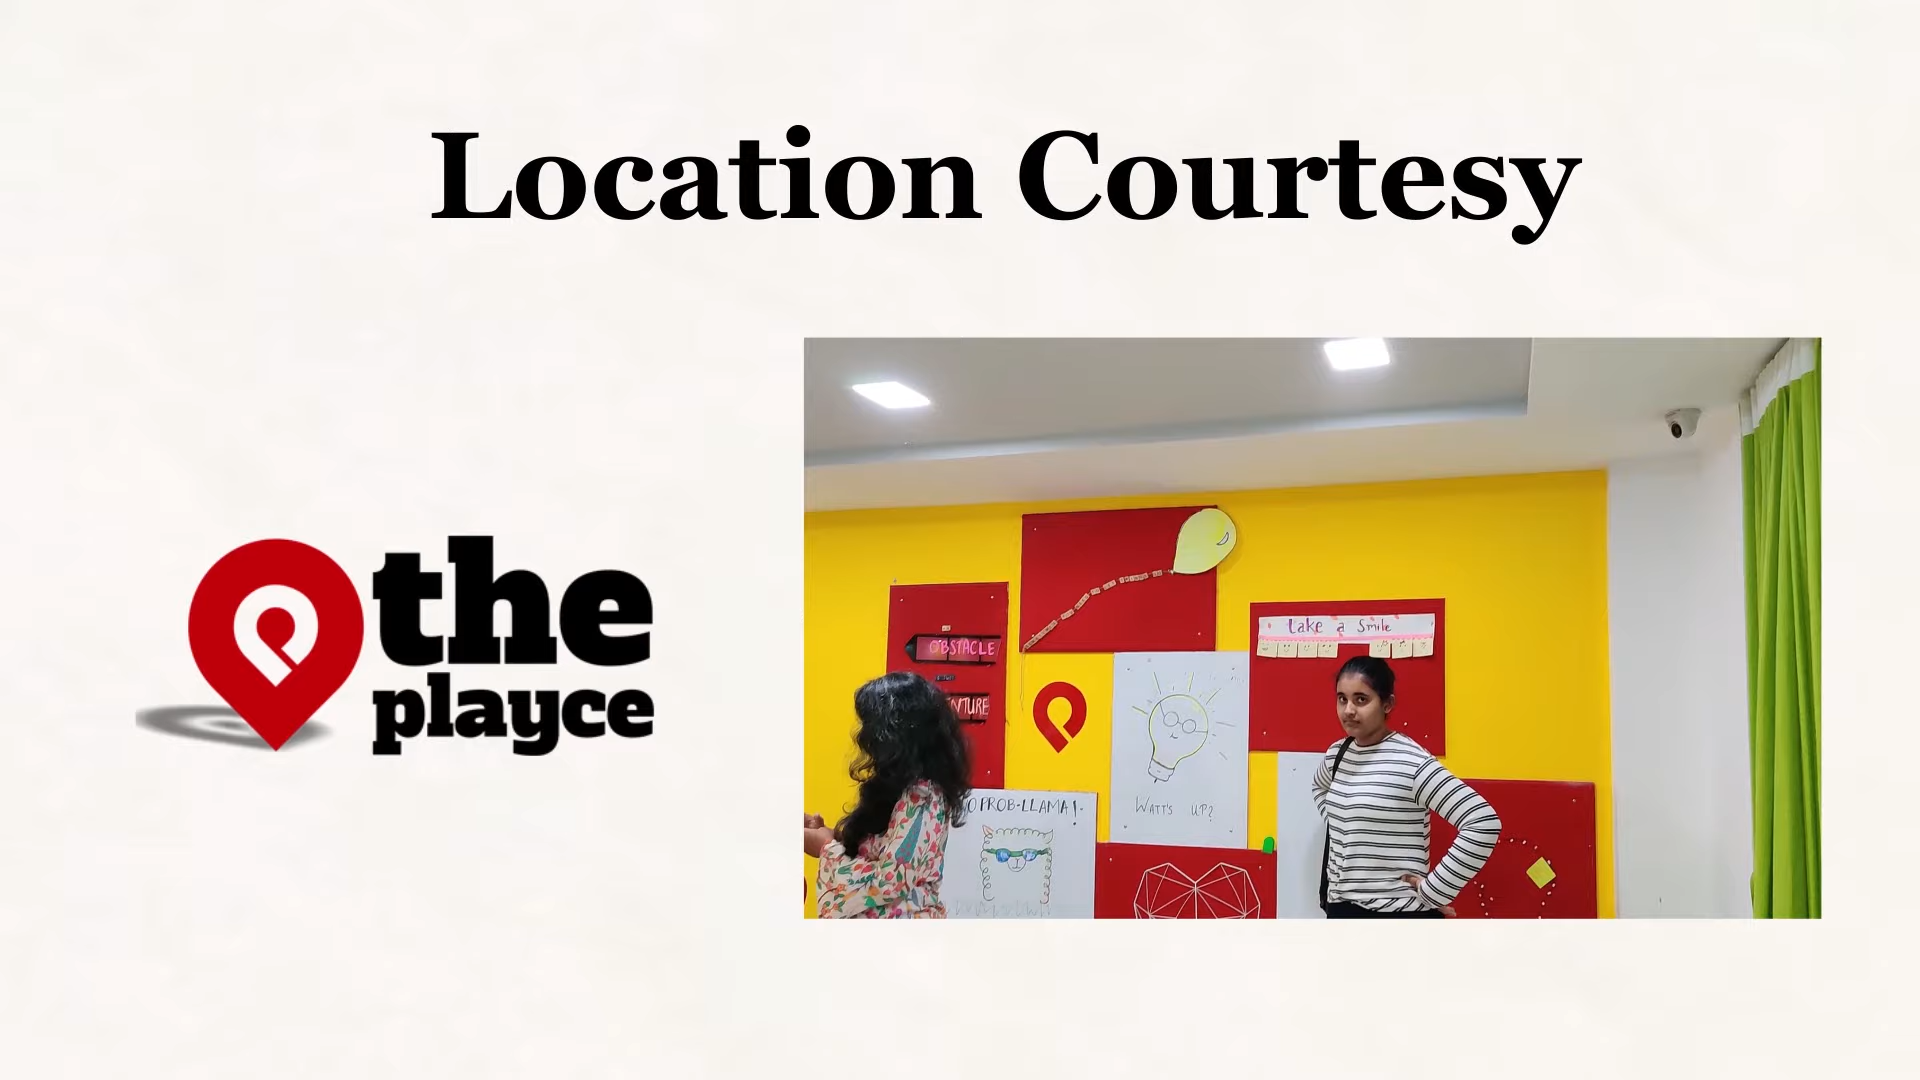 Location Courtesy
the
playce
OBSTACLE
take a Smile
PROB-LLAMA!
WATT'S UP?